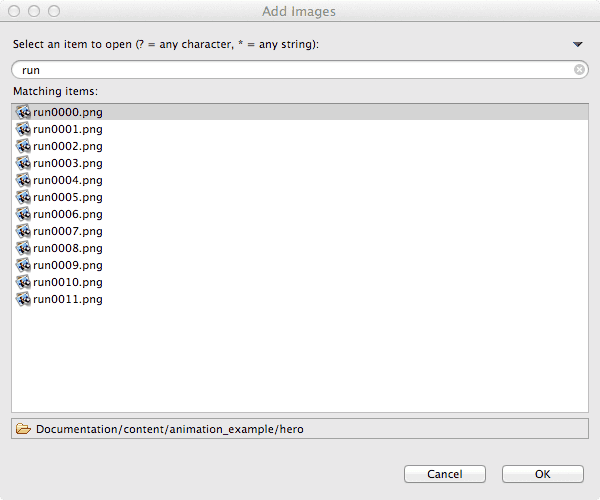 Add Images
Select an item to open (? = any character, * = any string):
run
Matching items:
run0000.png
run0001.png
run0002.png
run0003.png
run0004.png
run0005.png
run0006.png
run0007.png
run0008.png
run0009.png
run0010.png
run0011.png
Documentation/content/animation_example/hero
Cancel OK